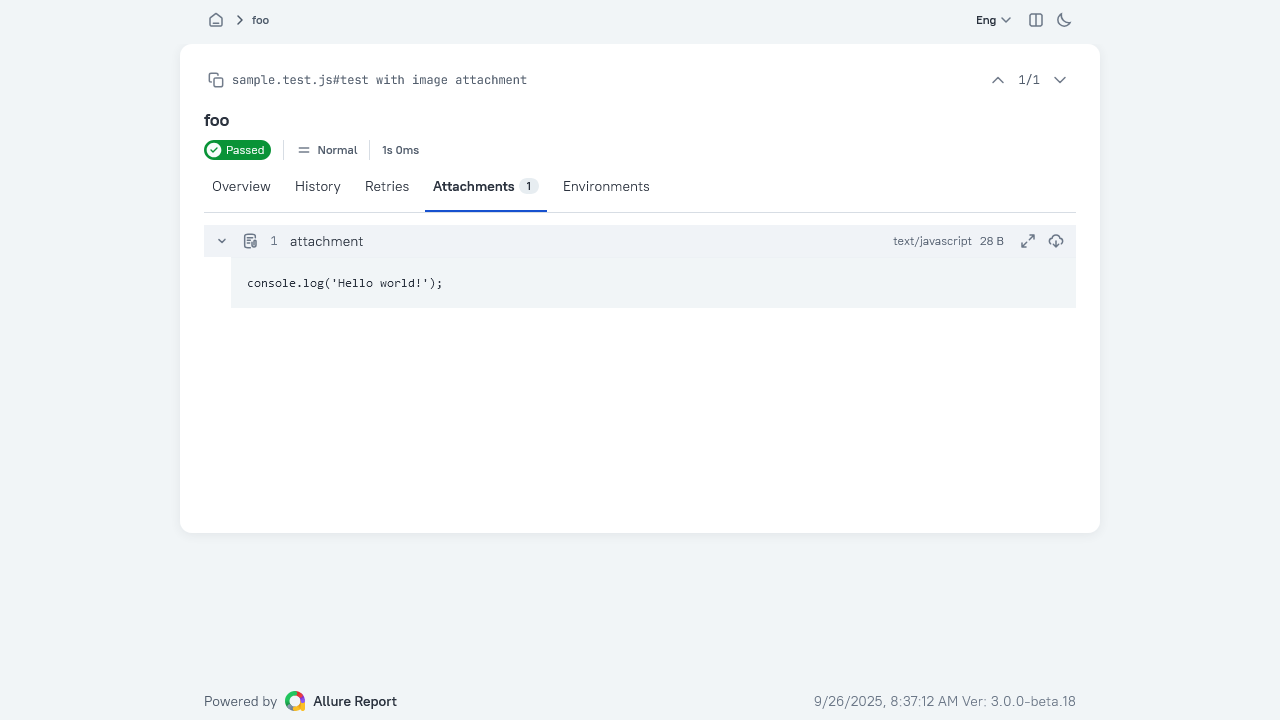 foo
Eng
sample.test.js#test with image attachment
1/1
foo
Passed
Normal
1s 0ms
Overview
History
Retries
Attachments 1
Environments
1 attachment
text/javascript 28 B
console.log('Hello world!');
Powered by Allure Report
9/26/2025, 8:37:12 AM Ver: 3.0.0-beta.18